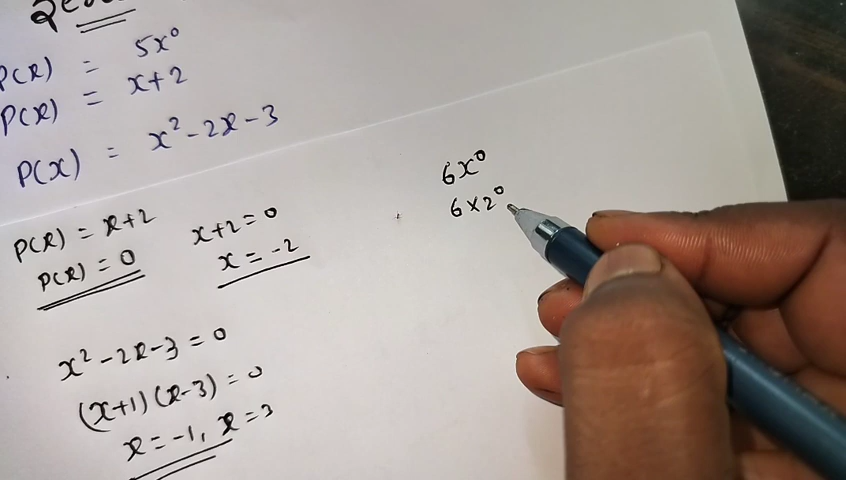 P(x) = 5x⁰
P(x) = x+2
P(x) = x²-2x-3
P(x) = x+2
P(x) = 0
x+2=0
x = -2
x²-2x-3=0
(x+1)(x-3)=0
x=-1, x=3
6x⁰
6×2⁰